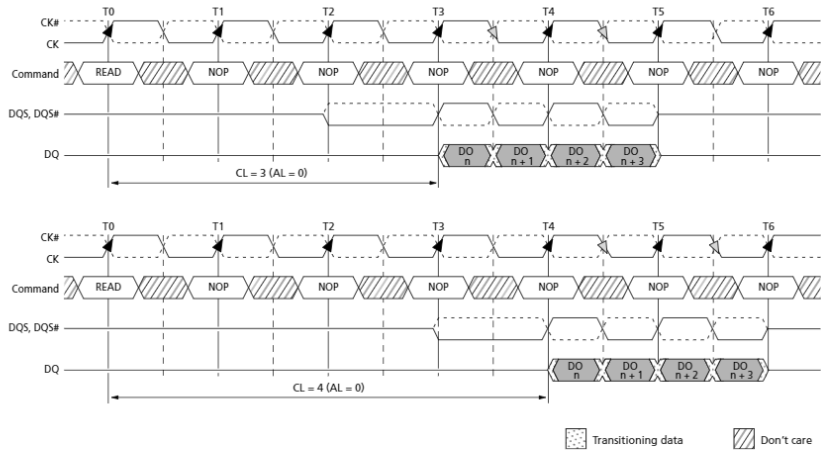 T0 T1 T2 T3 T4 T5 T6
CK#
CK
Command READ NOP NOP NOP NOP NOP NOP
DQS, DQS#
DQ DO n DO n + 1 DO n + 2 DO n + 3
CL = 3 (AL = 0)
T0 T1 T2 T3 T4 T5 T6
CK#
CK
Command READ NOP NOP NOP NOP NOP NOP
DQS, DQS#
DQ DO n DO n + 1 DO n + 2 DO n + 3
CL = 4 (AL = 0)
Transitioning data Don't care